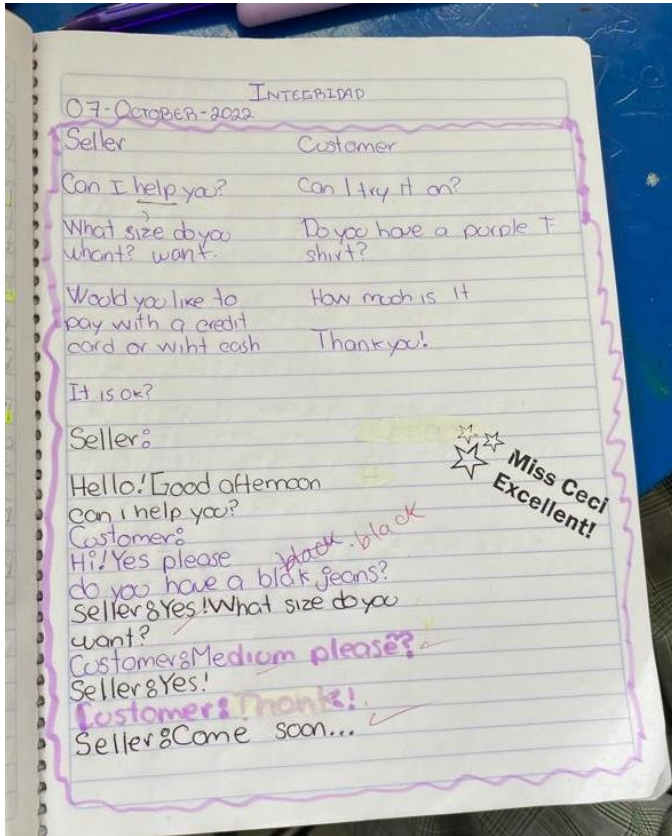 INTEGRIDAD
07-OCTOBER-2022
Seller Customer
Can I help you? Can I try it on?
What size do you Do you have a purple T-
whant? want. shirt?
Would you like to How much is it
pay with a credit
card or wiht cash Thank you!
It is ok?
Seller:
Miss Ceci
Excellent!
Hello! Good afternoon
can i help you?
Customer:
Hi! Yes please black. black
do you have a blak jeans?
Seller: Yes! What size do you
want?
Customer: Medium please?
Seller: Yes!
Customer: Thanks!
Seller: Come soon...